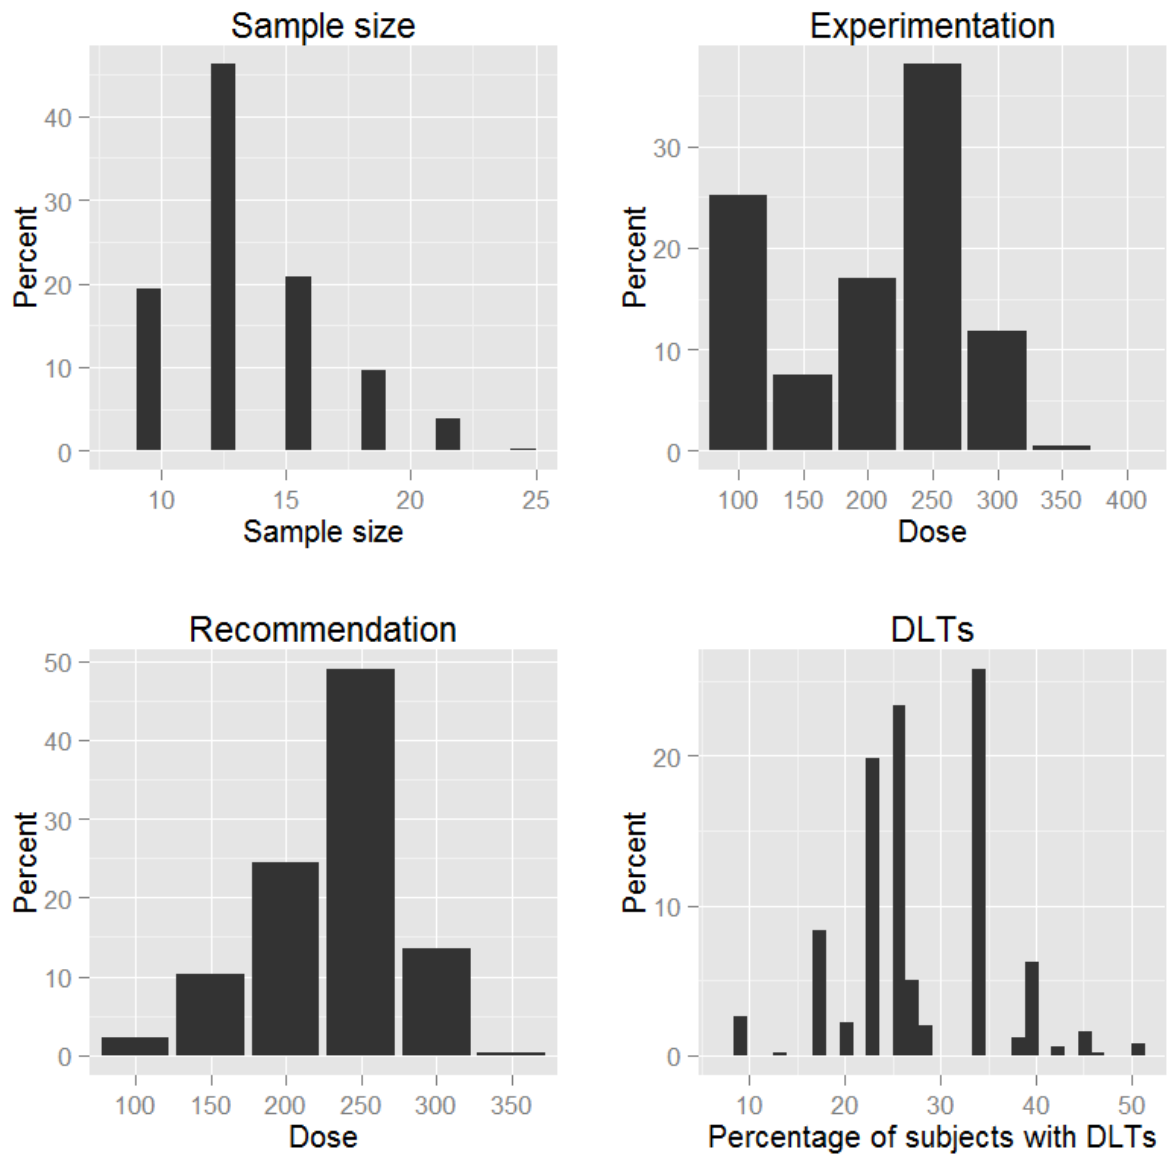 Sample size
Percent
40
30
20
10
0
10 15 20 25
Sample size
Experimentation
Percent
30
20
10
0
100 150 200 250 300 350 400
Dose
Recommendation
Percent
50
40
30
20
10
0
100 150 200 250 300 350
Dose
DLTs
Percent
20
10
0
10 20 30 40 50
Percentage of subjects with DLTs